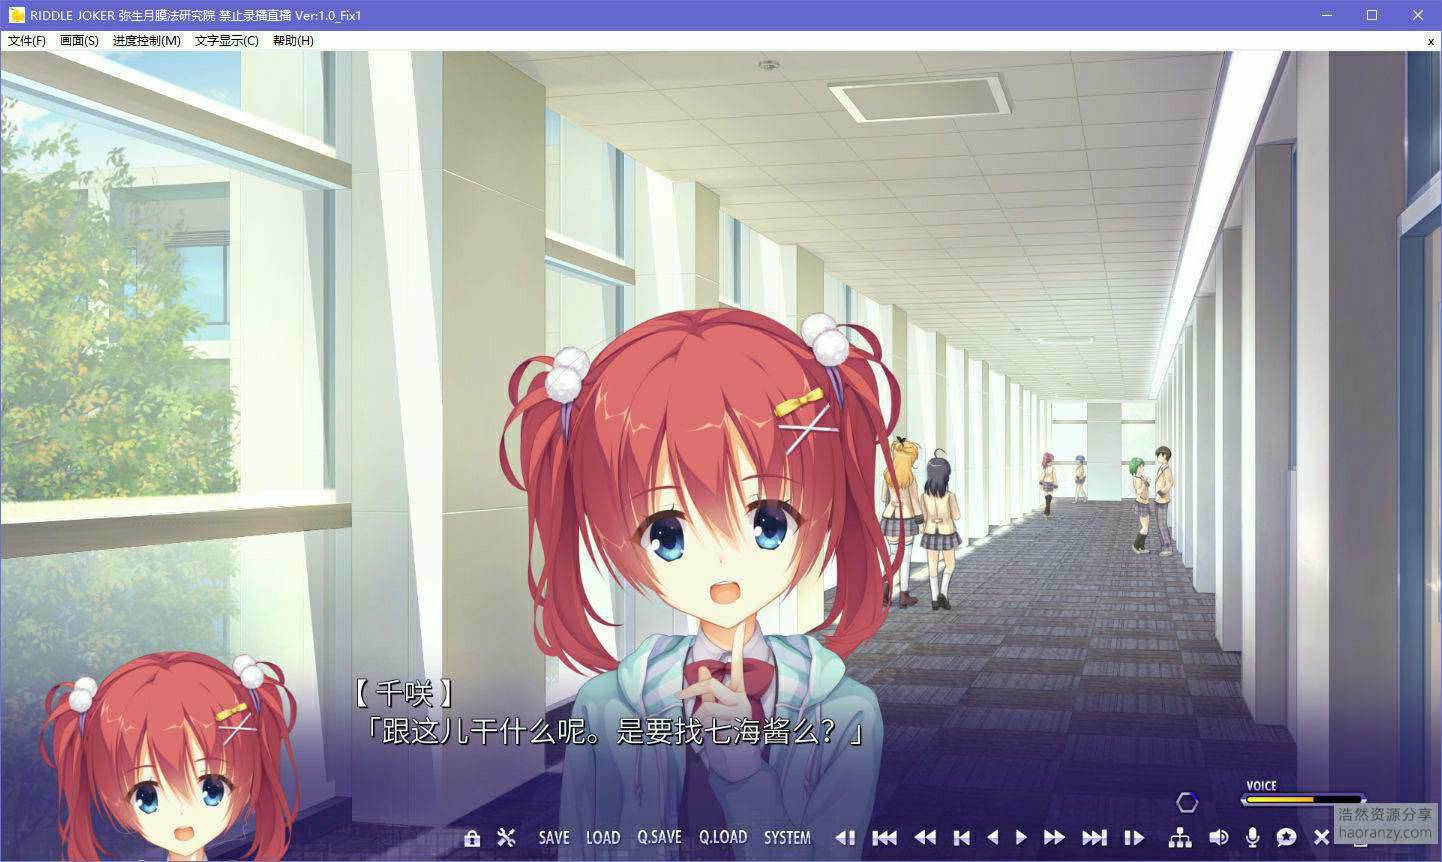 RIDDLE JOKER 弥生月膜法研究院 禁止录播直播 Ver:1.0_Fix1
文件(F) 画面(S) 进度控制(M) 文字显示(C) 帮助(H) x
【千咲】
「跟这儿干什么呢。是要找七海酱么？」
VOICE
SAVE LOAD Q.SAVE Q.LOAD SYSTEM
浩然资源分享
haoranzy.com